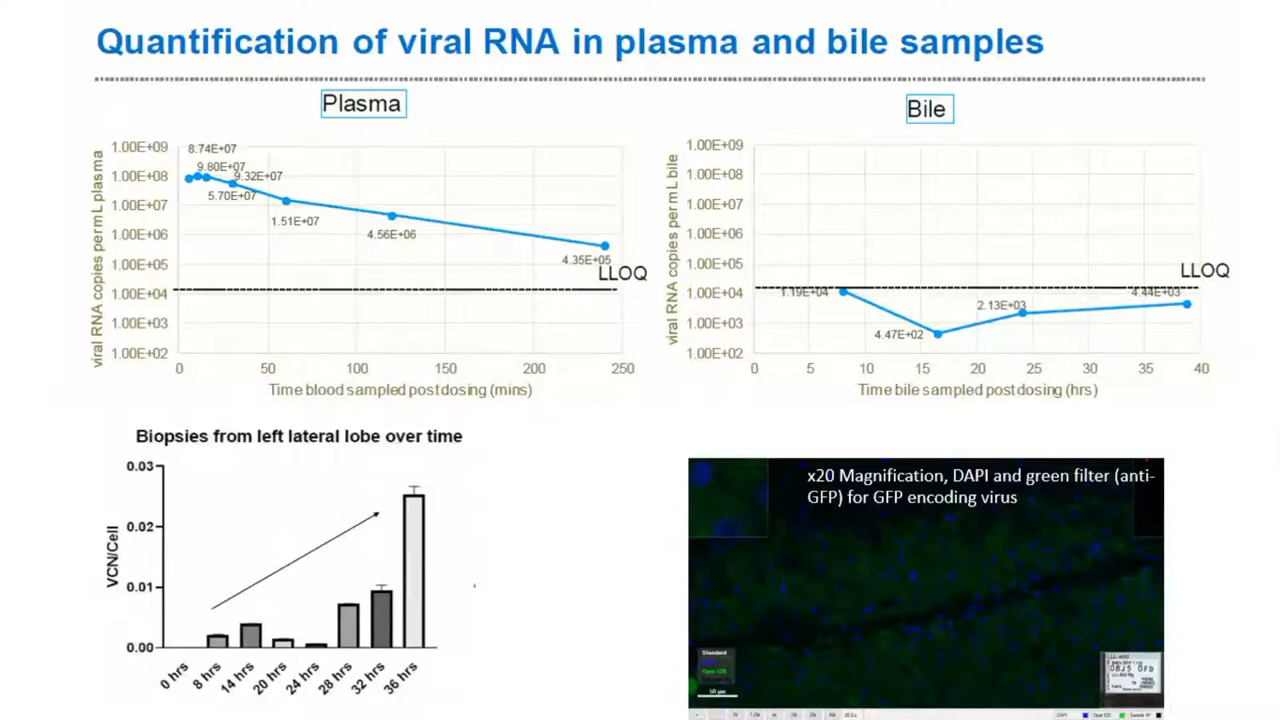 Quantification of viral RNA in plasma and bile samples
Plasma
viral RNA copies per mL plasma
1.00E+09
1.00E+08
1.00E+07
1.00E+06
1.00E+05
1.00E+04
1.00E+03
1.00E+02
8.74E+07
9.80E+07
9.32E+07
5.70E+07
1.51E+07
4.56E+06
4.35E+05
LLOQ
0 50 100 150 200 250
Time blood sampled post dosing (mins)
Bile
viral RNA copies per mL bile
1.00E+09
1.00E+08
1.00E+07
1.00E+06
1.00E+05
1.00E+04
1.00E+03
1.00E+02
LLOQ
1.19E+04
4.47E+02
2.13E+03
4.44E+03
0 5 10 15 20 25 30 35 40
Time bile sampled post dosing (hrs)
Biopsies from left lateral lobe over time
VCN/Cell
0.03
0.02
0.01
0.00
0 hrs 8 hrs 14 hrs 20 hrs 24 hrs 28 hrs 32 hrs 36 hrs
x20 Magnification, DAPI and green filter (anti-
GFP) for GFP encoding virus
Standard
50 µm